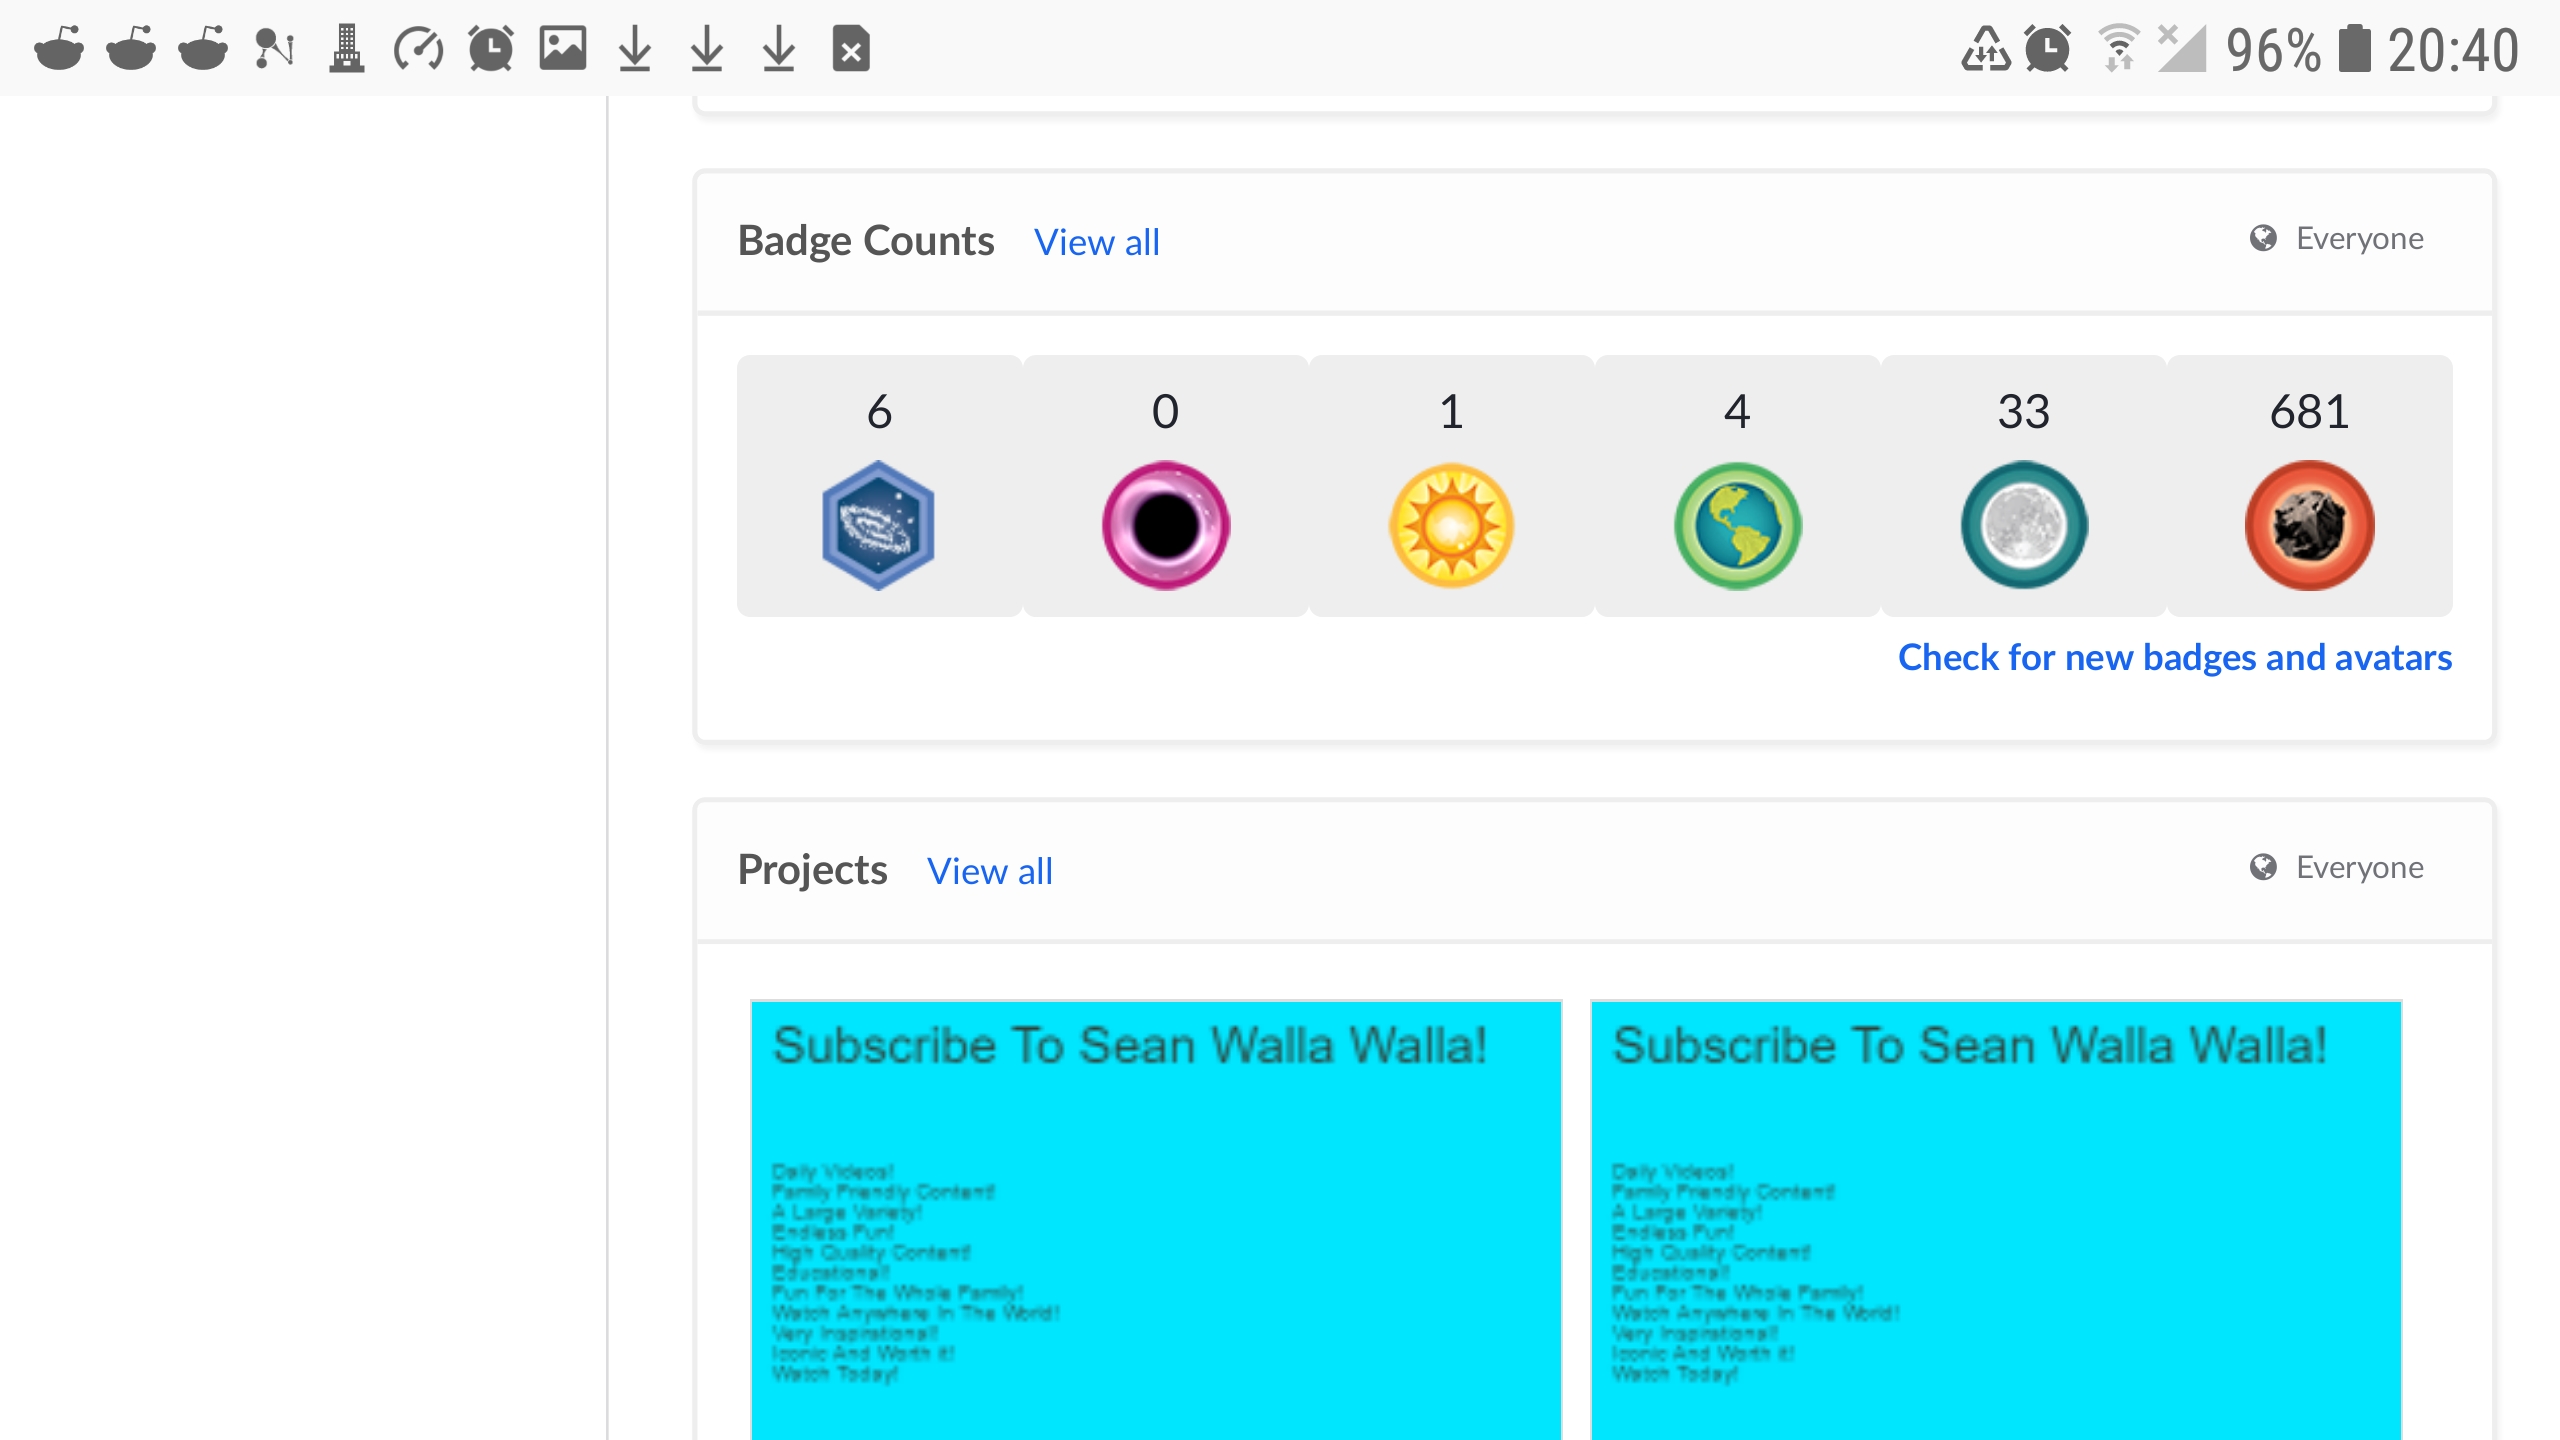 96% 20:40
Badge Counts View all Everyone
6 0 1 4 33 681
Check for new badges and avatars
Projects View all Everyone
Subscribe To Sean Walla Walla! Subscribe To Sean Walla Walla!
Daily Videos! Daily Videos!
Family Friendly Content! Family Friendly Content!
A Large Variety! A Large Variety!
Endless Fun! Endless Fun!
High Quality Content! High Quality Content!
Educational! Educational!
Fun For The Whole Family! Fun For The Whole Family!
Watch Anywhere In The World! Watch Anywhere In The World!
Very Inspirational! Very Inspirational!
Iconic And Worth it! Iconic And Worth it!
Watch Today! Watch Today!